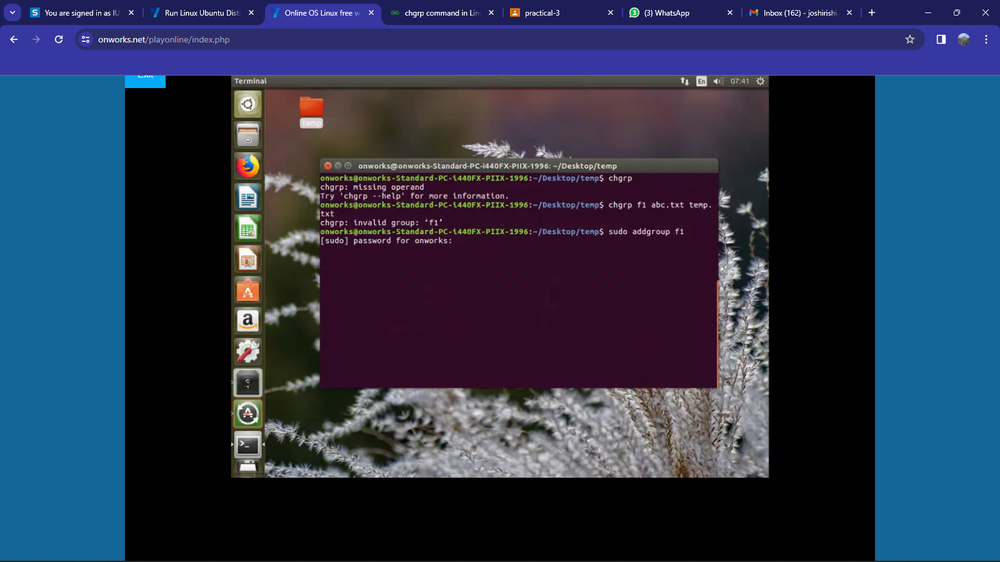 You are signed in as IU
Run Linux Ubuntu Dist
Online OS Linux free w
chgrp command in Lin
practical-3
(3) WhatsApp
Inbox (162) - joshirishi
onworks.net/playonline/index.php
Exit
Terminal
En
07:41
temp
onworks@onworks-Standard-PC-i440FX-PIIX-1996: ~/Desktop/temp
onworks@onworks-Standard-PC-i440FX-PIIX-1996:~/Desktop/temp$ chgrp
chgrp: missing operand
Try 'chgrp --help' for more information.
onworks@onworks-Standard-PC-i440FX-PIIX-1996:~/Desktop/temp$ chgrp f1 abc.txt temp.
txt
chgrp: invalid group: ‘f1’
onworks@onworks-Standard-PC-i440FX-PIIX-1996:~/Desktop/temp$ sudo addgroup f1
[sudo] password for onworks: